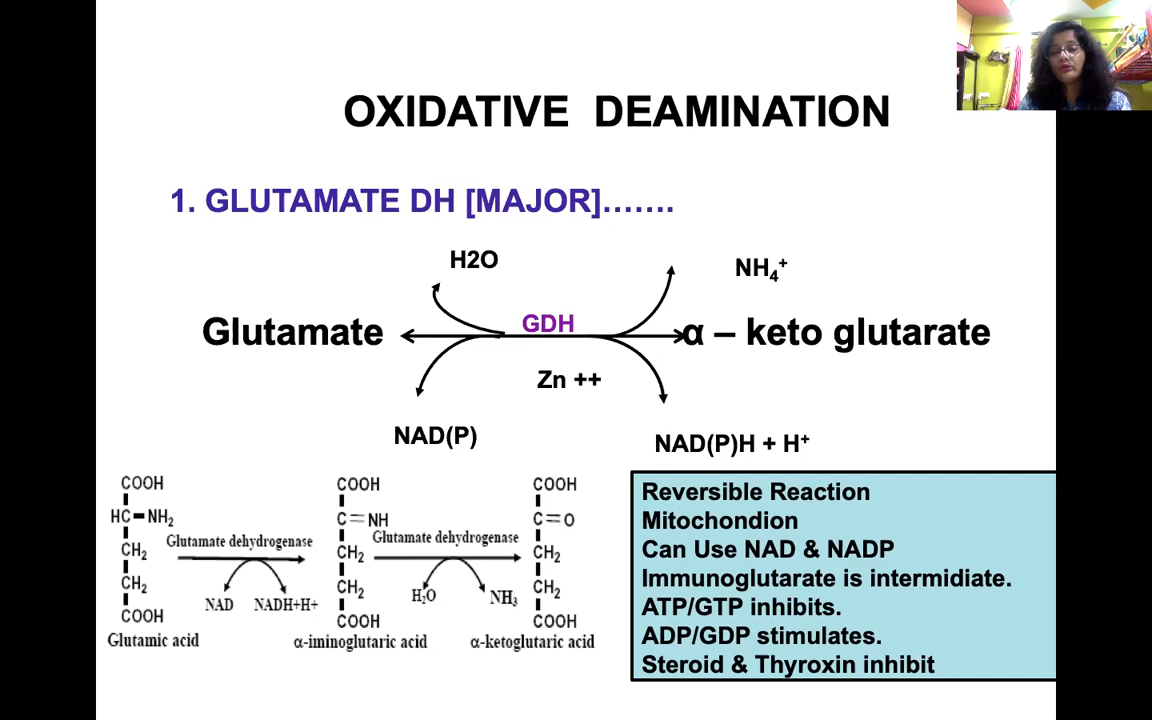 OXIDATIVE DEAMINATION
1. GLUTAMATE DH [MAJOR].......
H2O
NH₄⁺
Glutamate
GDH
α – keto glutarate
Zn ++
NAD(P)
NAD(P)H + H⁺
COOH
HC–NH₂
CH₂
CH₂
COOH
Glutamic acid
Glutamate dehydrogenase
NAD NADH+H+
COOH
C=NH
CH₂
CH₂
COOH
α-iminoglutaric acid
Glutamate dehydrogenase
H₂O NH₃
COOH
C=O
CH₂
CH₂
COOH
α-ketoglutaric acid
Reversible Reaction
Mitochondion
Can Use NAD & NADP
Immunoglutarate is intermidiate.
ATP/GTP inhibits.
ADP/GDP stimulates.
Steroid & Thyroxin inhibit